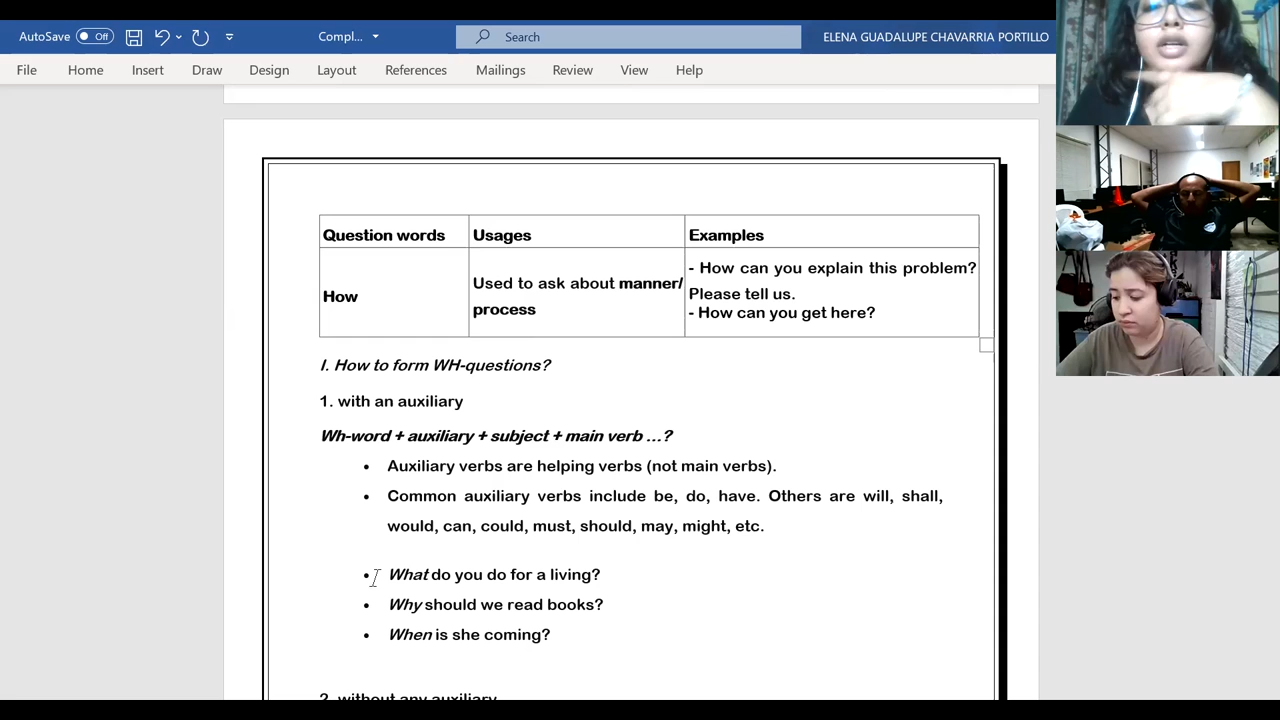 AutoSave Off Compl... Search ELENA GUADALUPE CHAVARRIA PORTILLO
File Home Insert Draw Design Layout References Mailings Review View Help
Question words Usages Examples
How
Used to ask about manner/
process
- How can you explain this problem?
Please tell us.
- How can you get here?
I. How to form WH-questions?
1. with an auxiliary
Wh-word + auxiliary + subject + main verb ...?
• Auxiliary verbs are helping verbs (not main verbs).
• Common auxiliary verbs include be, do, have. Others are will, shall,
would, can, could, must, should, may, might, etc.
• What do you do for a living?
• Why should we read books?
• When is she coming?
2. without any auxiliary